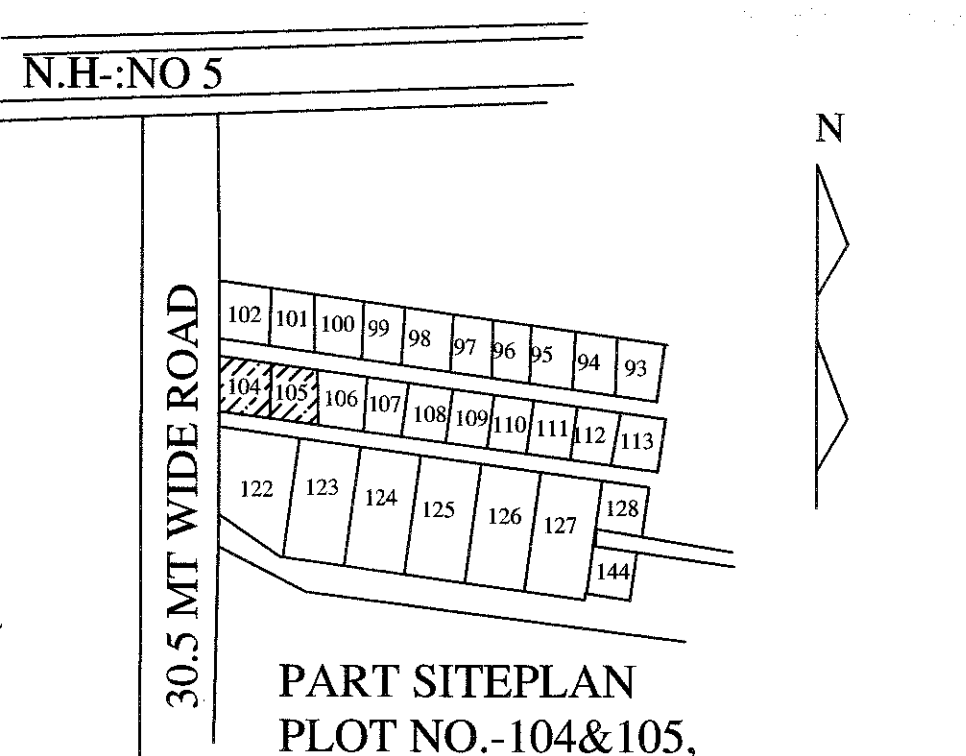 N.H-:NO 5
N
30.5 MT WIDE ROAD
102 101 100 99 98 97 96 95 94 93
104 105 106 107 108 109 110 111 112 113
122 123 124 125 126 127 128
144
PART SITEPLAN
PLOT NO.-104&105,